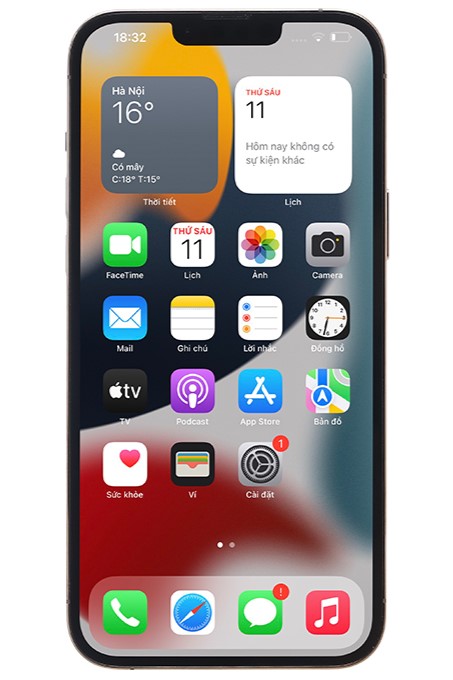 18:32
Hà Nội
16°
Có mây
C:18° T:15°
Thời tiết
THỨ SÁU
11
Hôm nay không có
sự kiện khác
Lịch
THỨ SÁU
11
FaceTime
Lịch
Ảnh
Camera
Mail
Ghi chú
Lời nhắc
Đồng hồ
tv
TV
Podcast
App Store
Bản đồ
1
Sức khỏe
Ví
Cài đặt
!